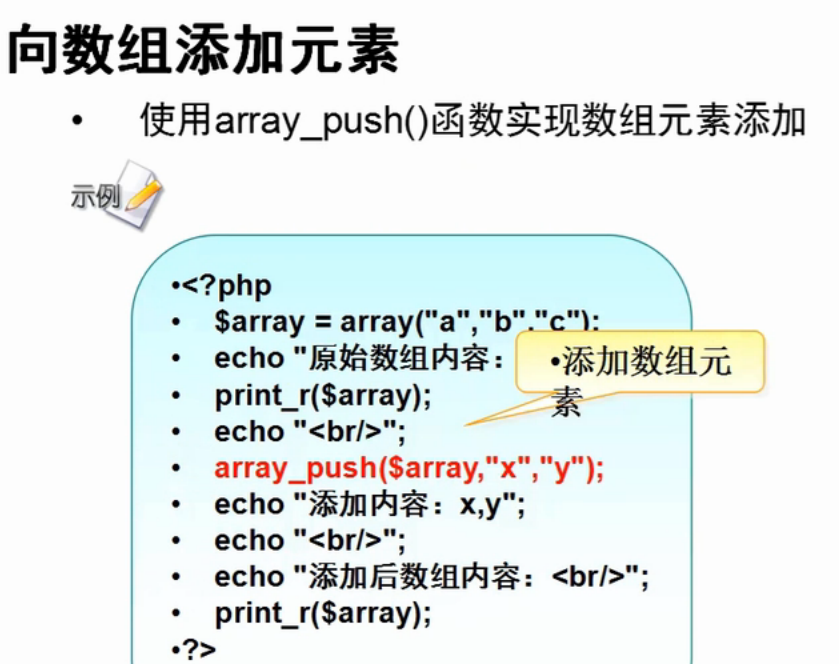 向数组添加元素
• 使用array_push()函数实现数组元素添加
示例
•<?php
• $array = array("a","b","c");
• echo "原始数组内容：
• print_r($array);
• echo "<br/>";
• array_push($array,"x","y");
• echo "添加内容：x,y";
• echo "<br/>";
• echo "添加后数组内容：<br/>";
• print_r($array);
•?>
•添加数组元
素